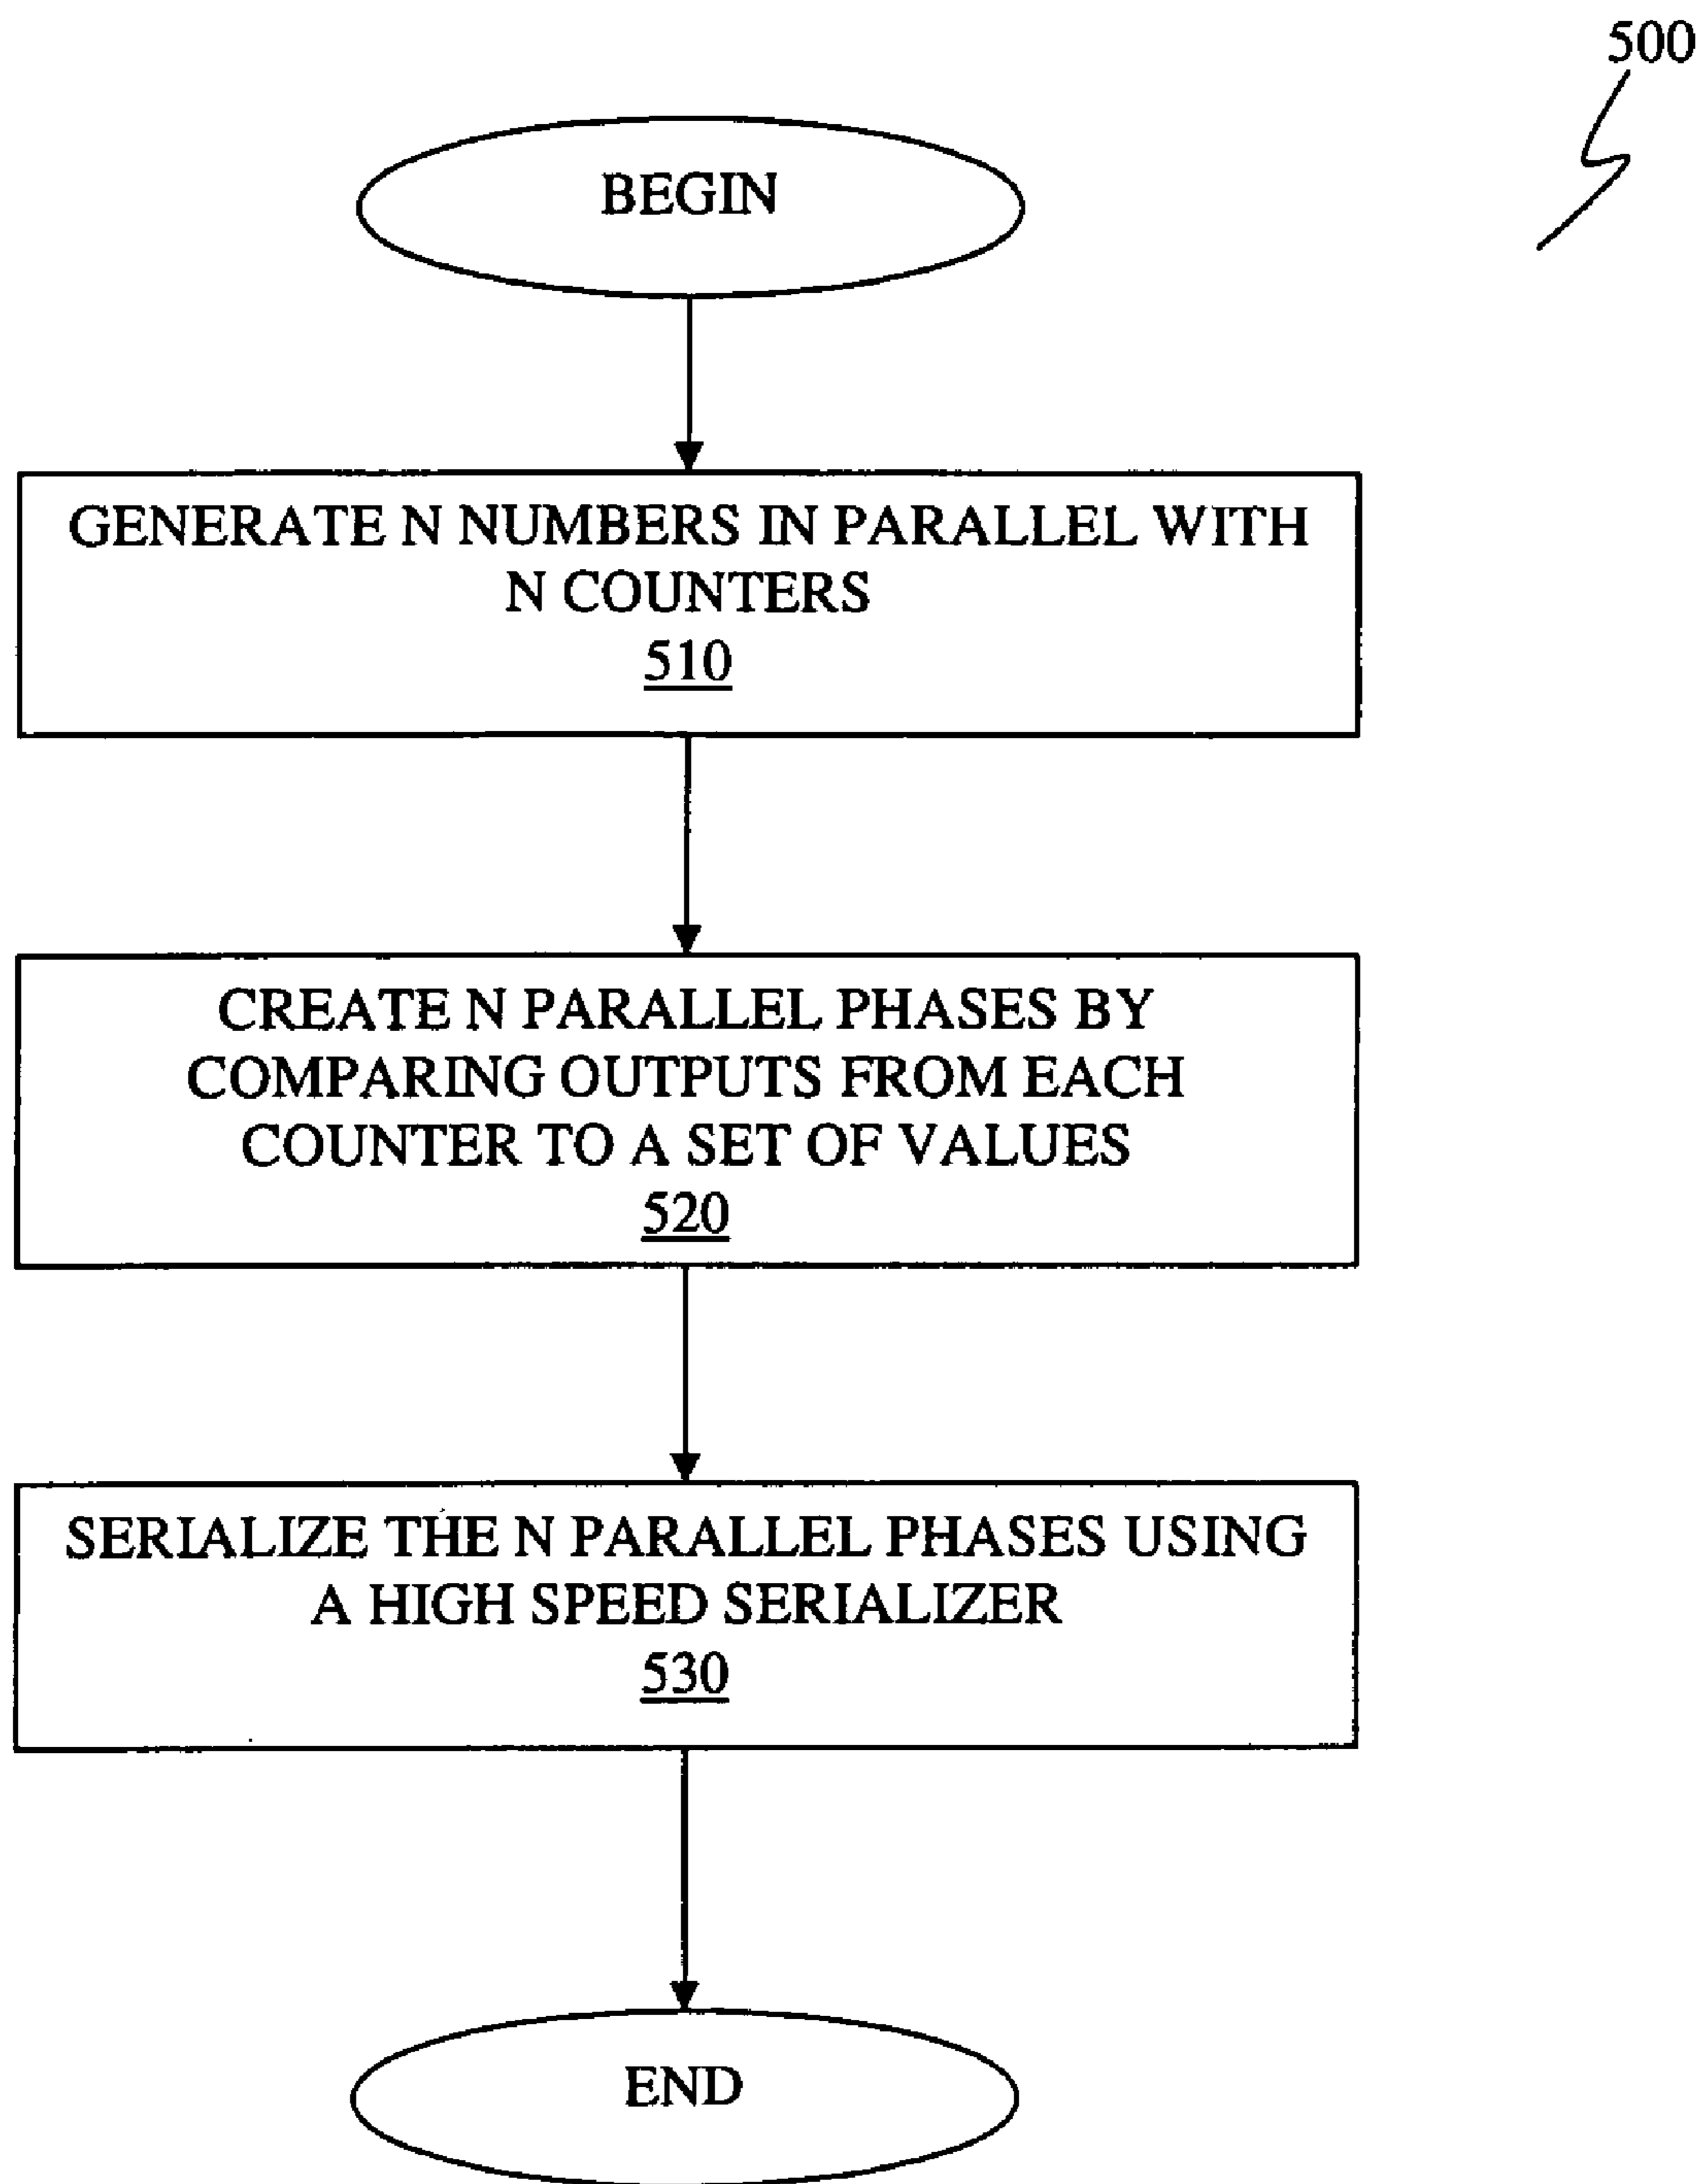 500
BEGIN
GENERATE N NUMBERS IN PARALLEL WITH
N COUNTERS
510
CREATE N PARALLEL PHASES BY
COMPARING OUTPUTS FROM EACH
COUNTER TO A SET OF VALUES
520
SERIALIZE THE N PARALLEL PHASES USING
A HIGH SPEED SERIALIZER
530
END